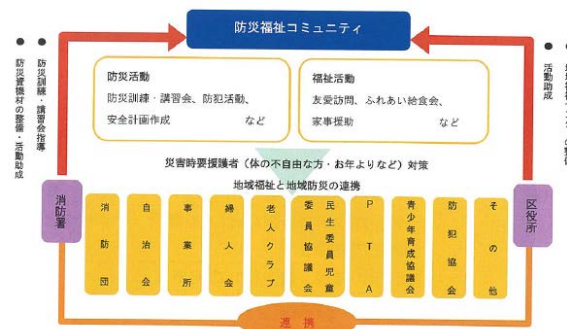 防災福祉コミュニティ
防災活動
防災訓練・講習会、防犯活動、
安全計画作成 など
福祉活動
友愛訪問、ふれあい給食会、
家事援助 など
災害時要援護者（体の不自由な方・お年よりなど）対策
地域福祉と地域防災の連携
● 防災訓練・講習会指導
● 防災資機材の整備・活動助成
● 活動助成
消防署
消防団
自治会
事業所
婦人会
老人クラブ
民生委員児童
委員協議会
PTA
青少年育成協議会
防犯協会
その他
区役所
連携